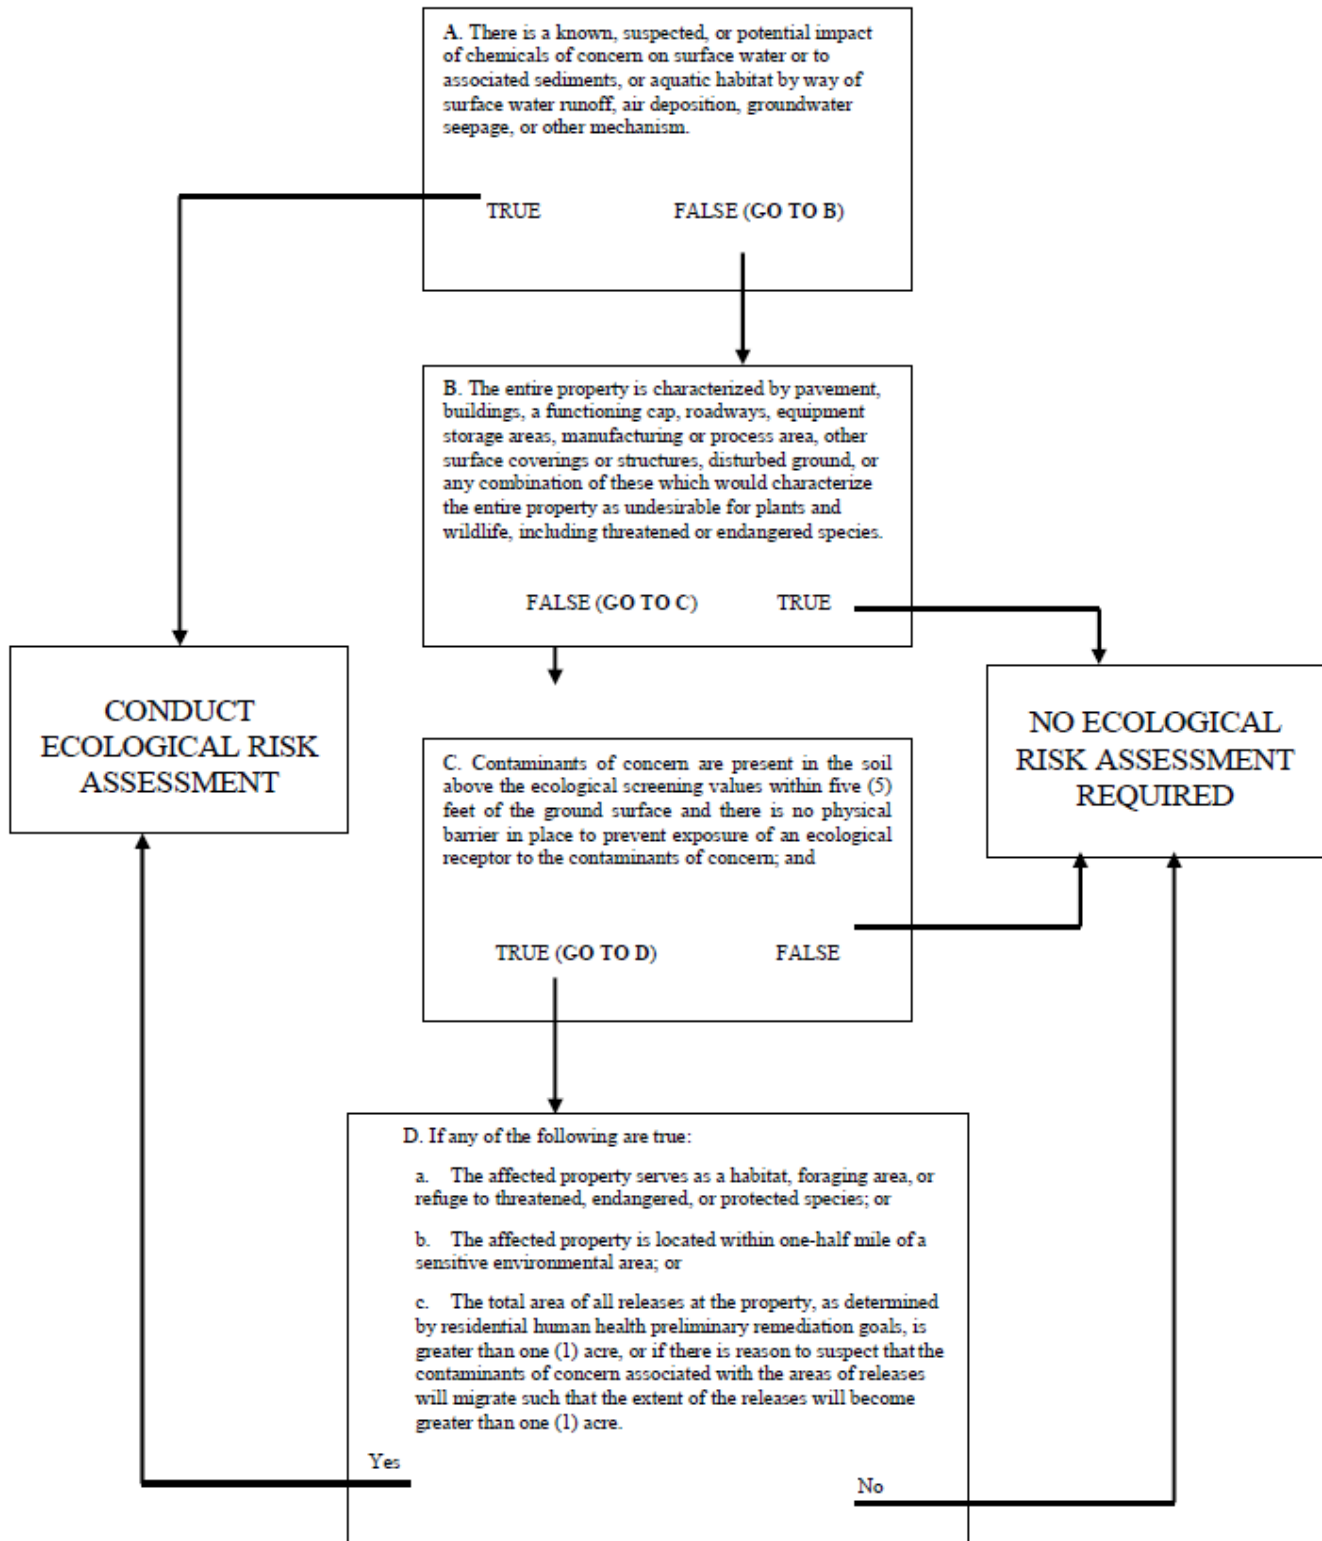 A. There is a known, suspected, or potential impact
of chemicals of concern on surface water or to
associated sediments, or aquatic habitat by way of
surface water runoff, air deposition, groundwater
seepage, or other mechanism.
TRUE FALSE (GO TO B)
B. The entire property is characterized by pavement,
buildings, a functioning cap, roadways, equipment
storage areas, manufacturing or process area, other
surface coverings or structures, disturbed ground, or
any combination of these which would characterize
the entire property as undesirable for plants and
wildlife, including threatened or endangered species.
FALSE (GO TO C) TRUE
CONDUCT
ECOLOGICAL RISK
ASSESSMENT
NO ECOLOGICAL
RISK ASSESSMENT
REQUIRED
C. Contaminants of concern are present in the soil
above the ecological screening values within five (5)
feet of the ground surface and there is no physical
barrier in place to prevent exposure of an ecological
receptor to the contaminants of concern; and
TRUE (GO TO D) FALSE
D. If any of the following are true:
a. The affected property serves as a habitat, foraging area, or
refuge to threatened, endangered, or protected species; or
b. The affected property is located within one-half mile of a
sensitive environmental area; or
c. The total area of all releases at the property, as determined
by residential human health preliminary remediation goals, is
greater than one (1) acre, or if there is reason to suspect that the
contaminants of concern associated with the areas of releases
will migrate such that the extent of the releases will become
greater than one (1) acre.
Yes
No